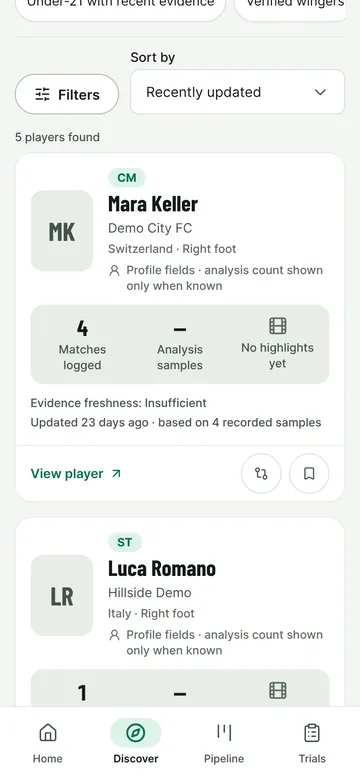 Under-21 with recent evidence
Verified wingers
Sort by
Filters
Recently updated
5 players found
CM
MK
Mara Keller
Demo City FC
Switzerland · Right foot
Profile fields · analysis count shown
only when known
4
Matches
logged
–
Analysis
samples
No highlights
yet
Evidence freshness: Insufficient
Updated 23 days ago · based on 4 recorded samples
View player
ST
LR
Luca Romano
Hillside Demo
Italy · Right foot
Profile fields · analysis count shown
only when known
1
–
Home
Discover
Pipeline
Trials